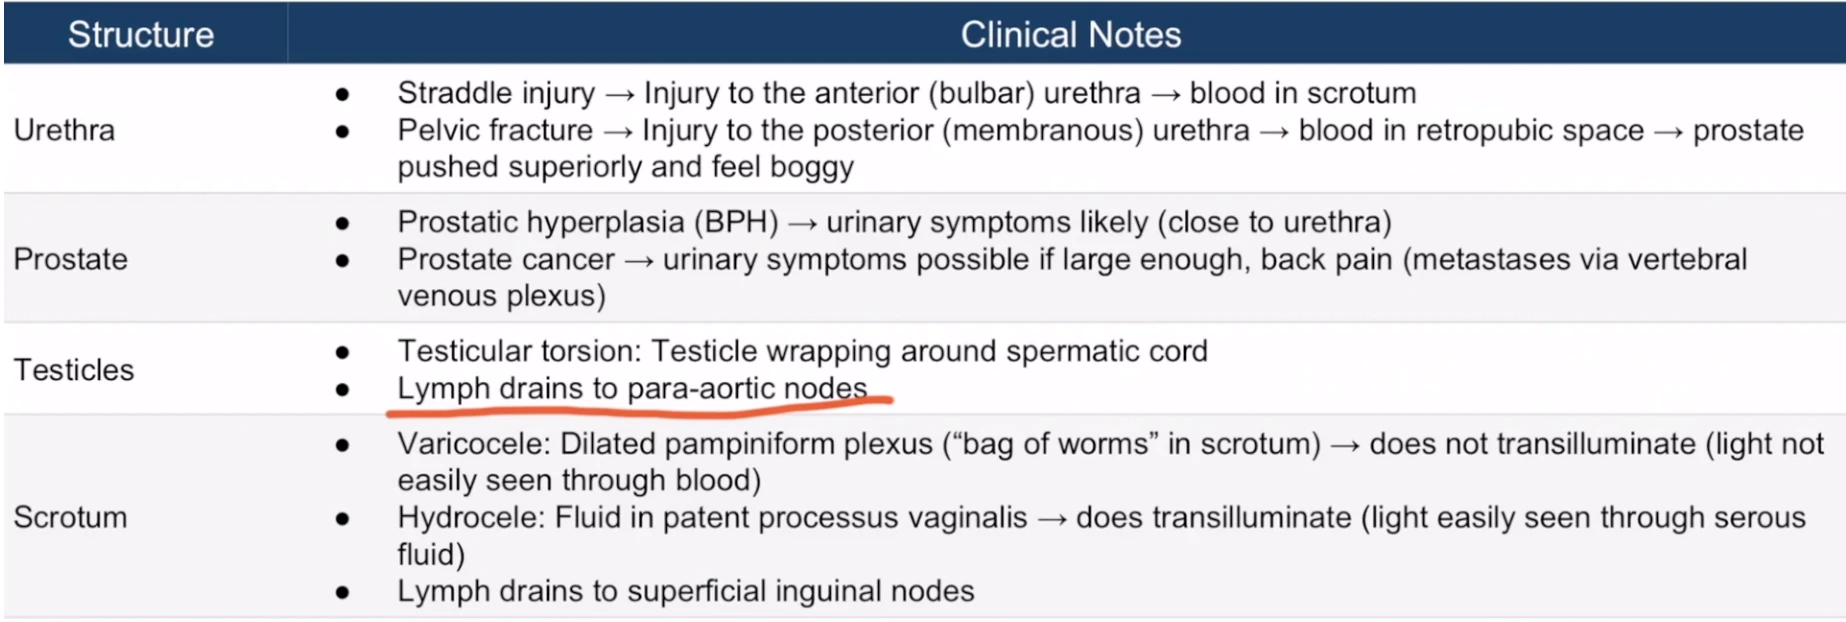 Structure
Clinical Notes
Urethra
● Straddle injury → Injury to the anterior (bulbar) urethra → blood in scrotum
● Pelvic fracture → Injury to the posterior (membranous) urethra → blood in retropubic space → prostate
pushed superiorly and feel boggy
Prostate
● Prostatic hyperplasia (BPH) → urinary symptoms likely (close to urethra)
● Prostate cancer → urinary symptoms possible if large enough, back pain (metastases via vertebral
venous plexus)
Testicles
● Testicular torsion: Testicle wrapping around spermatic cord
● Lymph drains to para-aortic nodes
Scrotum
● Varicocele: Dilated pampiniform plexus (“bag of worms” in scrotum) → does not transilluminate (light not
easily seen through blood)
● Hydrocele: Fluid in patent processus vaginalis → does transilluminate (light easily seen through serous
fluid)
● Lymph drains to superficial inguinal nodes